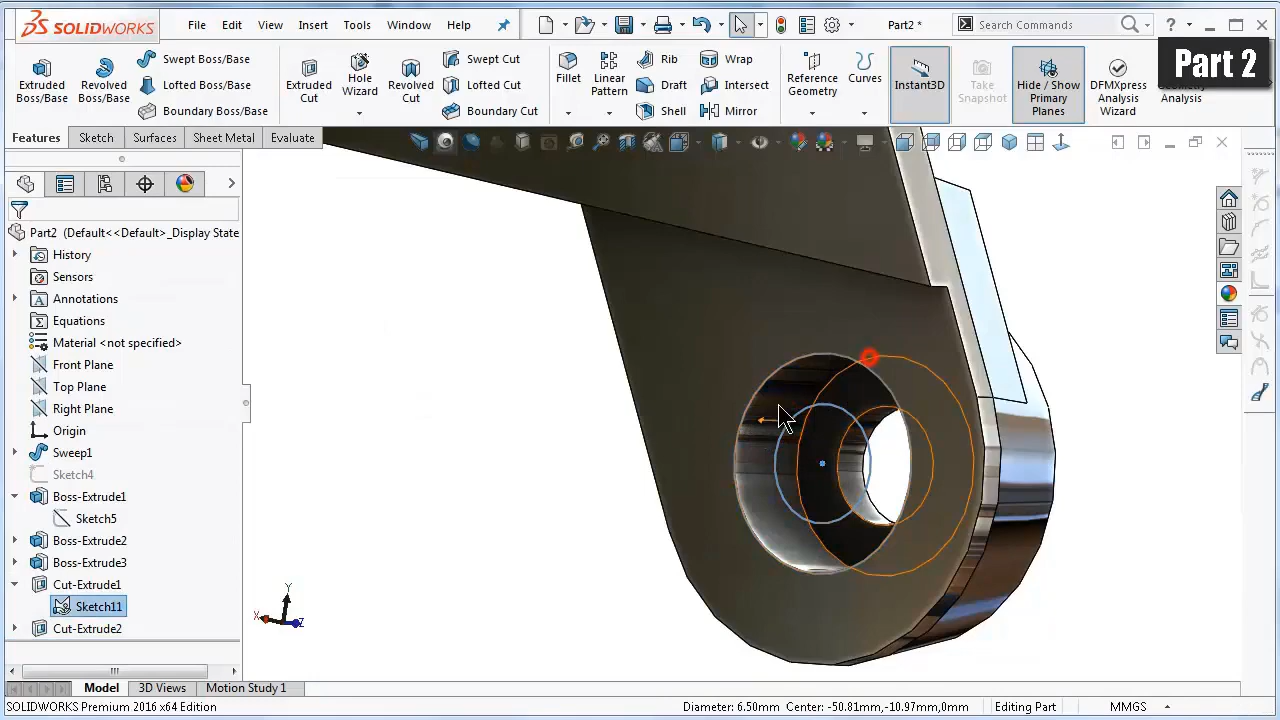 SOLIDWORKS File Edit View Insert Tools Window Help Part2 * Search Commands ?
Part 2
Extruded Boss/Base
Revolved Boss/Base
Swept Boss/Base
Lofted Boss/Base
Boundary Boss/Base
Extruded Cut
Hole Wizard
Revolved Cut
Swept Cut
Lofted Cut
Boundary Cut
Fillet
Linear Pattern
Rib
Draft
Shell
Wrap
Intersect
Mirror
Reference Geometry
Curves
Instant3D
Take Snapshot
Hide / Show Primary Planes
DFMXpress Analysis Wizard
Geometry Analysis
Features Sketch Surfaces Sheet Metal Evaluate
Part2 (Default<<Default>_Display State
History
Sensors
Annotations
Equations
Material <not specified>
Front Plane
Top Plane
Right Plane
Origin
Sweep1
Sketch4
Boss-Extrude1
Sketch5
Boss-Extrude2
Boss-Extrude3
Cut-Extrude1
Sketch11
Cut-Extrude2
Y
X
Z
Model 3D Views Motion Study 1
SOLIDWORKS Premium 2016 x64 Edition Diameter: 6.50mm Center: -50.81mm,-10.97mm,0mm Editing Part MMGS